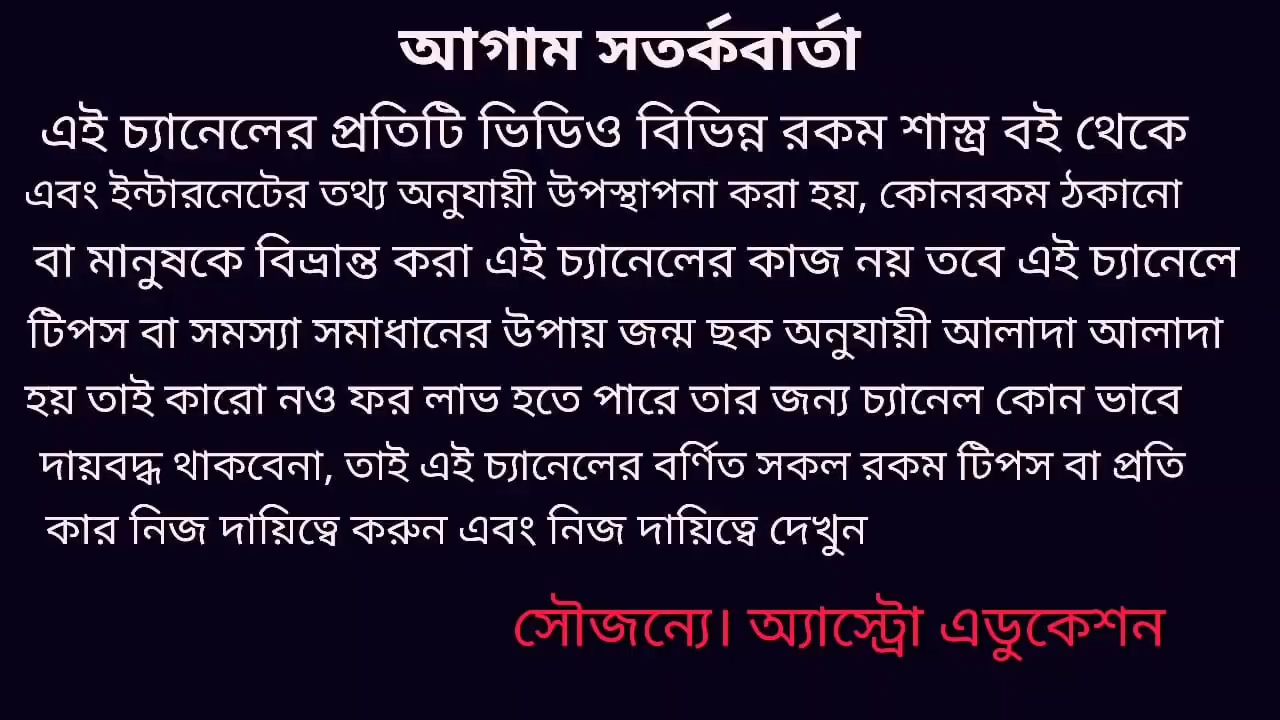 আগাম সতর্কবার্তা
এই চ্যানেলের প্রতিটি ভিডিও বিভিন্ন রকম শাস্ত্র বই থেকে
এবং ইন্টারনেটের তথ্য অনুযায়ী উপস্থাপনা করা হয়, কোনরকম ঠকানো
বা মানুষকে বিভ্রান্ত করা এই চ্যানেলের কাজ নয় তবে এই চ্যানেলে
টিপস বা সমস্যা সমাধানের উপায় জন্ম ছক অনুযায়ী আলাদা আলাদা
হয় তাই কারো নও ফর লাভ হতে পারে তার জন্য চ্যানেল কোন ভাবে
দায়বদ্ধ থাকবেনা, তাই এই চ্যানেলের বর্ণিত সকল রকম টিপস বা প্রতি
কার নিজ দায়িত্বে করুন এবং নিজ দায়িত্বে দেখুন
সৌজন্যে। অ্যাস্ট্রো এডুকেশন